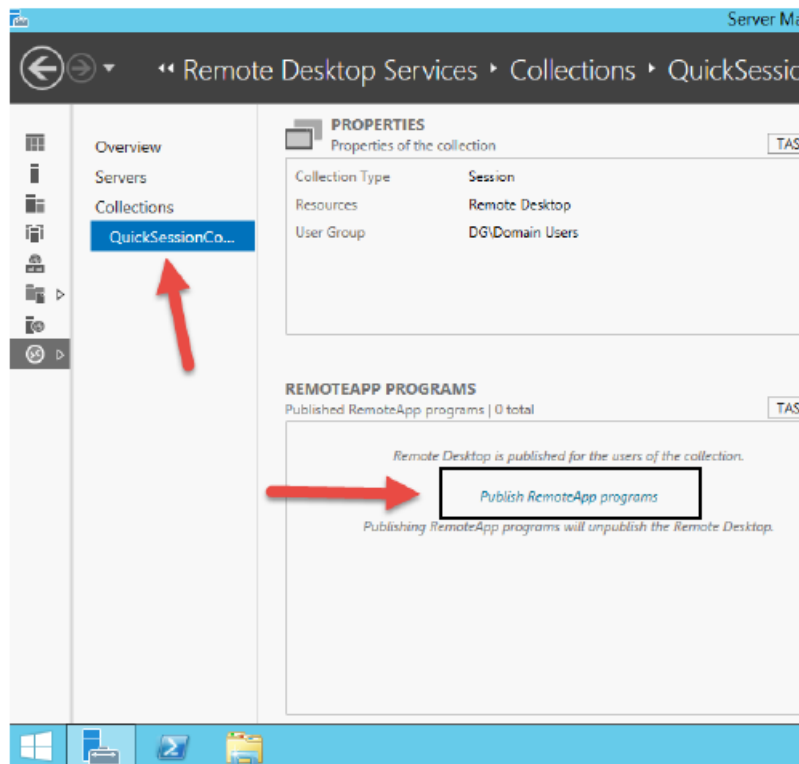 Server Ma
Remote Desktop Services Collections QuickSessio
Overview
Servers
Collections
QuickSessionCo...
PROPERTIES
Properties of the collection
TAS
Collection Type Session
Resources Remote Desktop
User Group DG\Domain Users
REMOTEAPP PROGRAMS
Published RemoteApp programs | 0 total
TAS
Remote Desktop is published for the users of the collection.
Publish RemoteApp programs
Publishing RemoteApp programs will unpublish the Remote Desktop.